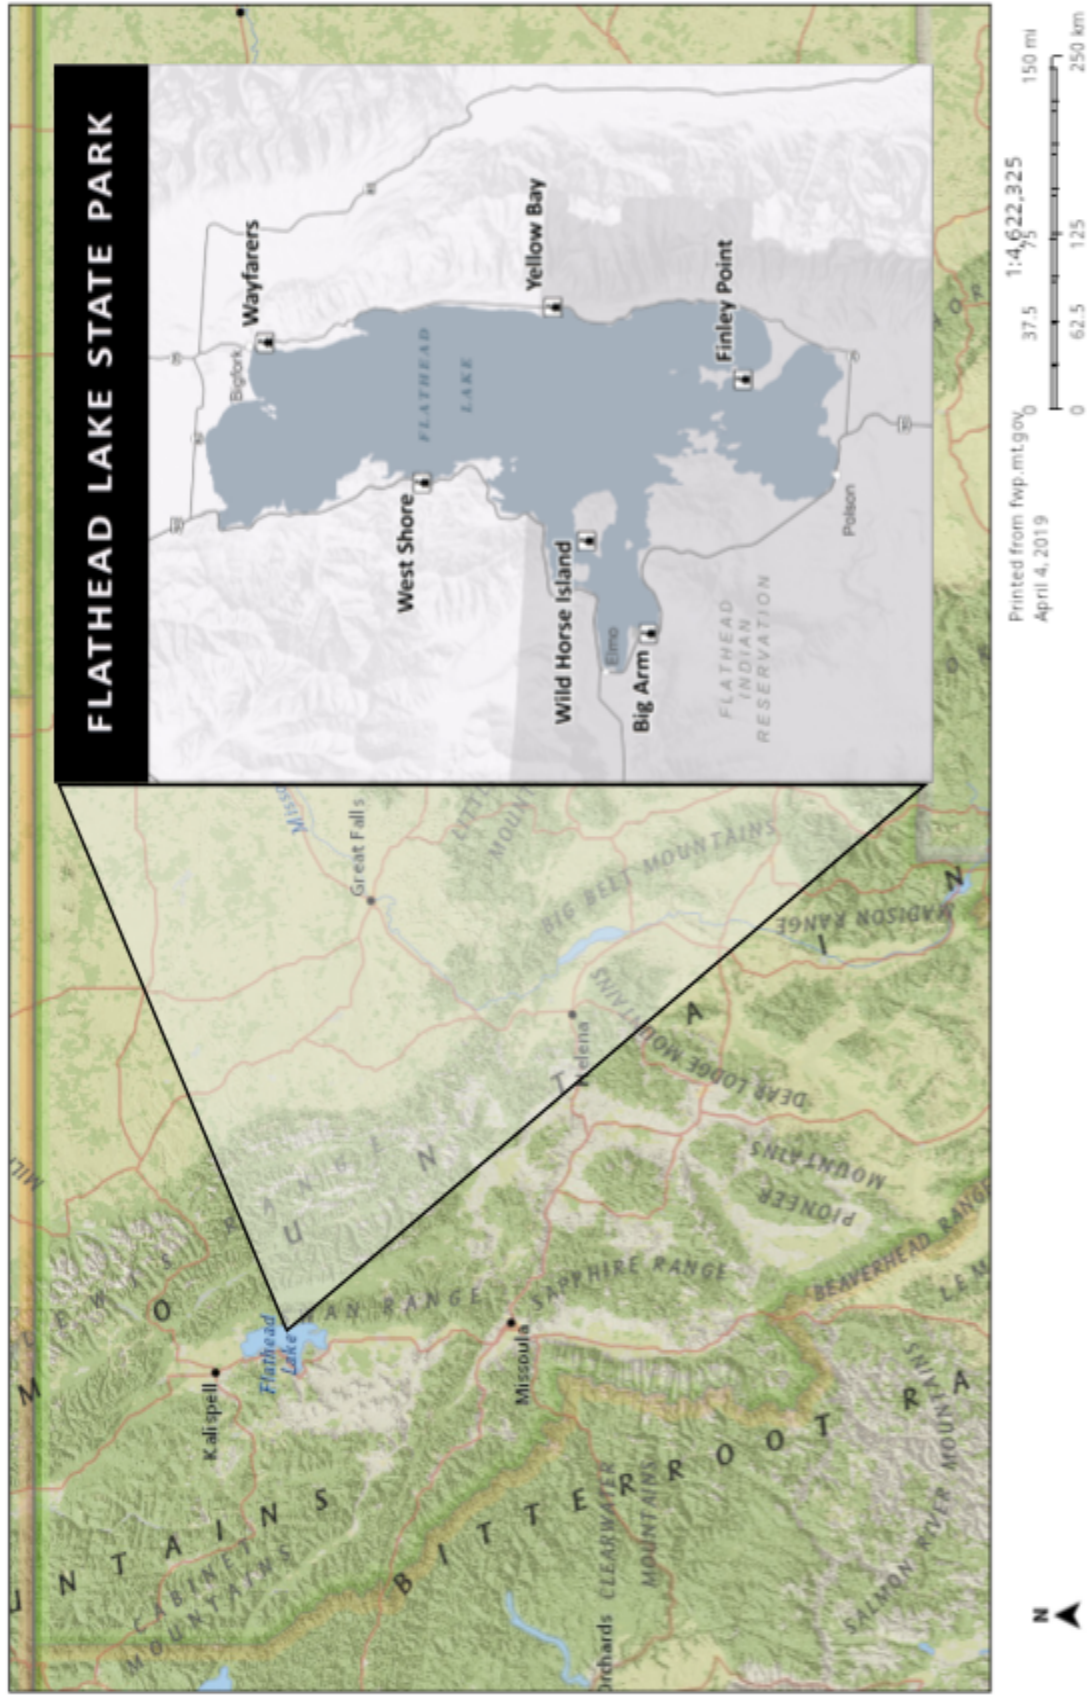 FLATHEAD LAKE STATE PARK
Bigfork
Wayfarers
West Shore
FLATHEAD
LAKE
Yellow Bay
Wild Horse Island
Elmo
Big Arm
Finley Point
FLATHEAD
INDIAN
RESERVATION
Polson
Kalispell
Flathead
Lake
Great Falls
Helena
Missoula
CABINET
MOUNTAINS
BIG BELT MOUNTAINS
MADISON RANGE
DEAR LODGE MOUNTAINS
PIONEER
MOUNTAINS
SAPPHIRE RANGE
BEAVERHEAD RANGE
CLEARWATER
MOUNTAINS
SALMON RIVER MOUNTAINS
BITTERROOT RA
Printed from fwp.mt.gov
April 4, 2019
1:4,622,325
0 37.5 75 150 mi
0 62.5 125 250 km
N